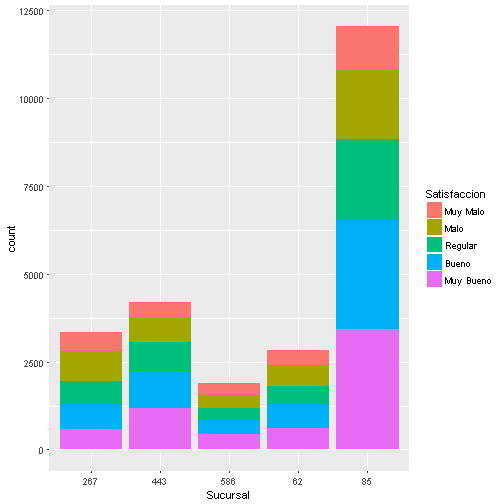 12500
10000
7500
5000
2500
0
count
267 443 586 62 85
Sucursal
Satisfaccion
Muy Malo
Malo
Regular
Bueno
Muy Bueno